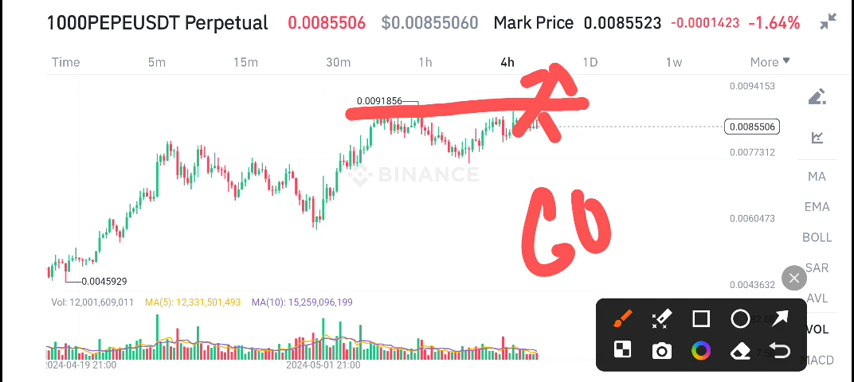 1000PEPEUSDT Perpetual 0.0085506 $0.00855060 Mark Price 0.0085523 -0.0001423 -1.64%
Time 5m 15m 30m 1h 4h 1D 1w More
0.0094153
0.0091856
0.0085506
0.0077312
MA
BINANCE
EMA
0.0060473
GO
BOLL
SAR
0.0045929
0.0043632
AVL
Vol: 12,001,609,011 MA(5): 12,331,501,493 MA(10): 15,259,096,199
VOL
MACD
2024-04-19 21:00 2024-05-01 21:00